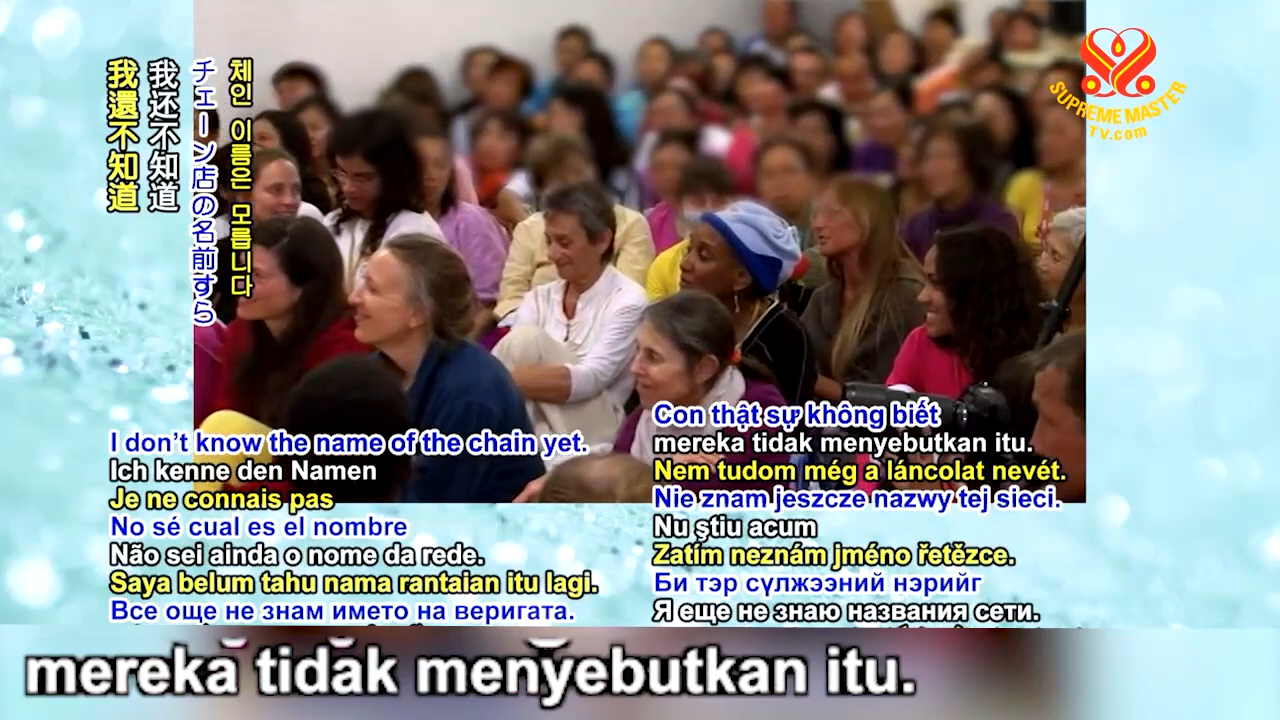 我還不知道
我还不知道
チェーン店の名前すら
체인 이름은 모릅니다
SUPREME MASTER
TV.com
I don't know the name of the chain yet.
Ich kenne den Namen
Je ne connais pas
No sé cual es el nombre
Não sei ainda o nome da rede.
Saya belum tahu nama rantaian itu lagi.
Все още не знам името на веригата.
Con thật sự không biết
mereka tidak menyebutkan itu.
Nem tudom még a láncolat nevét.
Nie znam jeszcze nazwy tej sieci.
Nu ştiu acum
Zatím neznám jméno řetězce.
Би тэр сүлжээний нэрийг
Я еще не знаю названия сети.
mereka tidak menyebutkan itu.